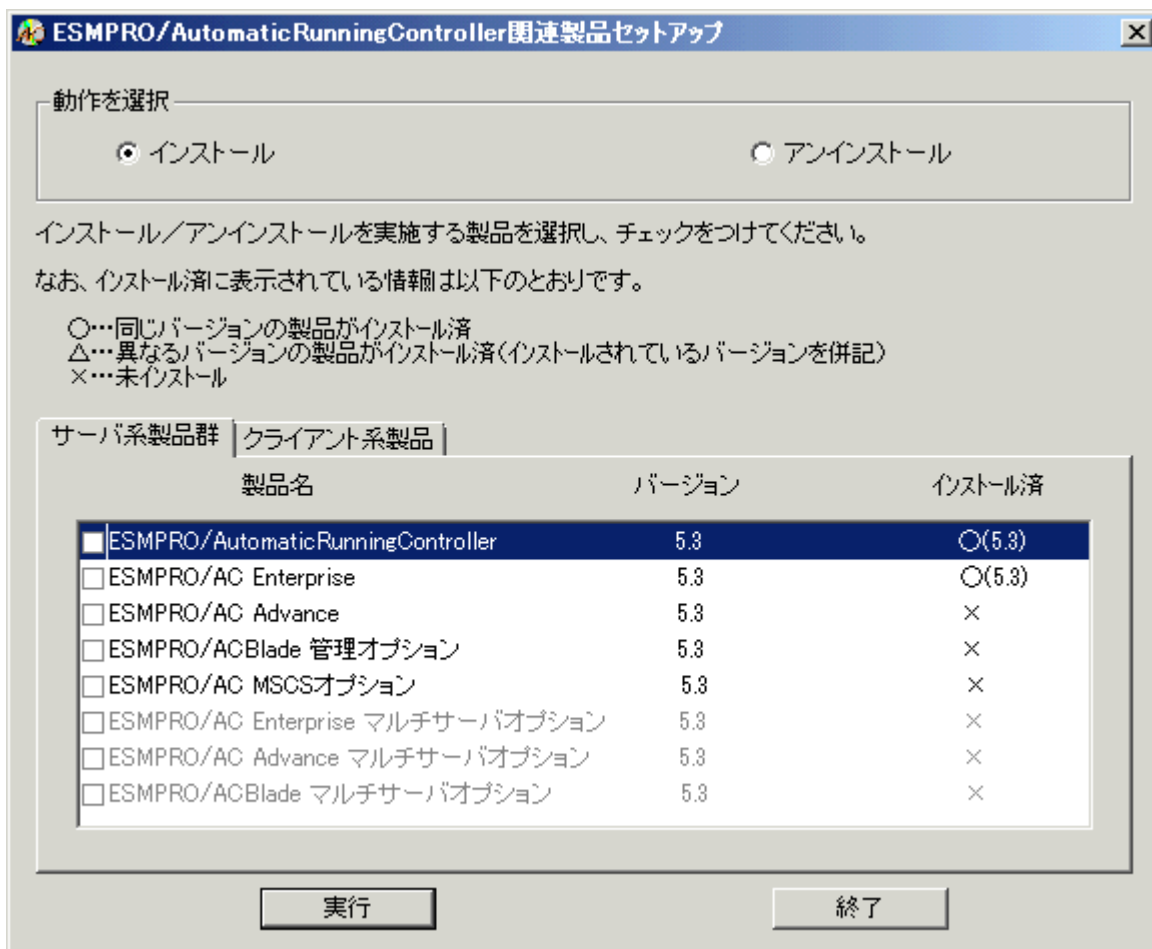 ESMPRO/AutomaticRunningController関連製品セットアップ
動作を選択
インストール アンインストール
インストール／アンインストールを実施する製品を選択し、チェックをつけてください。
なお、インストール済に表示されている情報は以下のとおりです。
○…同じバージョンの製品がインストール済
△…異なるバージョンの製品がインストール済(インストールされているバージョンを併記)
×…未インストール
サーバ系製品群 クライアント系製品
製品名 バージョン インストール済
ESMPRO/AutomaticRunningController 5.3 ○(5.3)
ESMPRO/AC Enterprise 5.3 ○(5.3)
ESMPRO/AC Advance 5.3 ×
ESMPRO/ACBlade 管理オプション 5.3 ×
ESMPRO/AC MSCSオプション 5.3 ×
ESMPRO/AC Enterprise マルチサーバオプション 5.3 ×
ESMPRO/AC Advance マルチサーバオプション 5.3 ×
ESMPRO/ACBlade マルチサーバオプション 5.3 ×
実行 終了